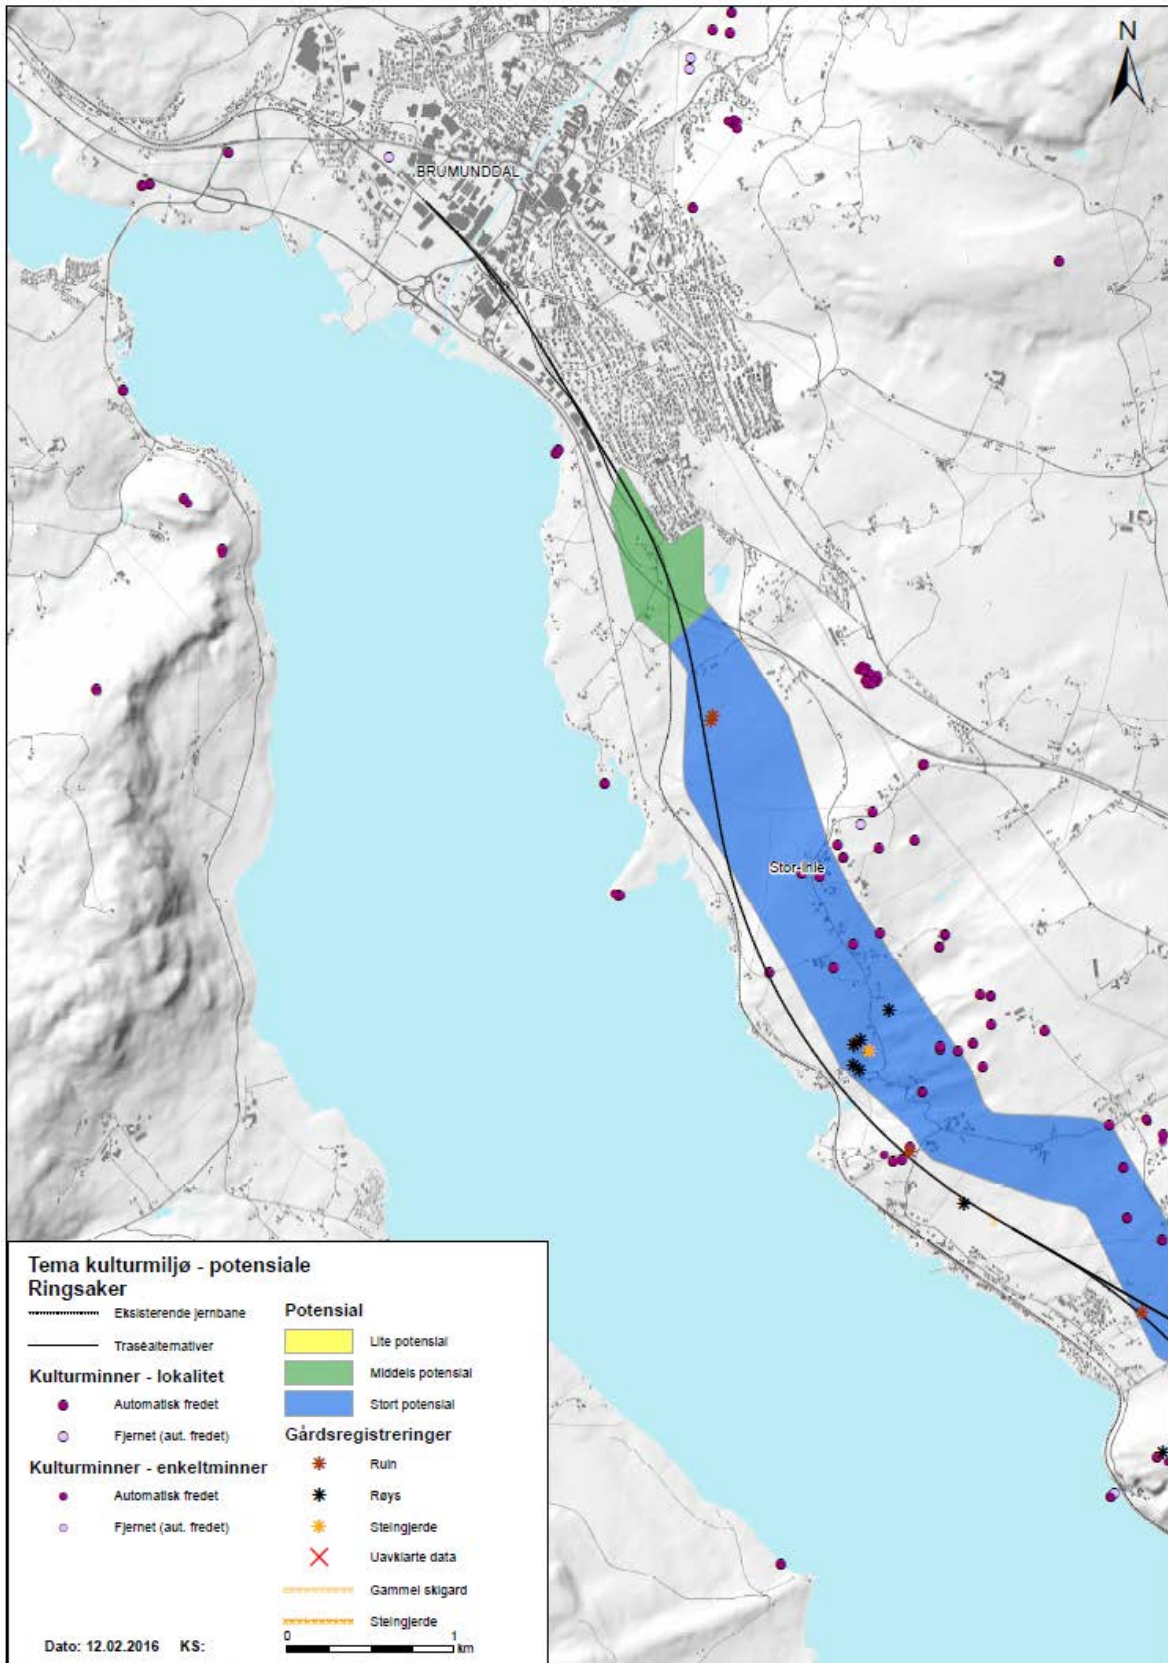 N
BRUMUNDDAL
Stor-Ihle
Tema kulturmiljø - potensiale
Ringsaker
Eksisterende jernbane
Traséalternativer
Kulturminner - lokalitet
Automatisk fredet
Fjernet (aut. fredet)
Kulturminner - enkeltminner
Automatisk fredet
Fjernet (aut. fredet)
Potensial
Lite potensial
Middels potensial
Stort potensial
Gårdsregistreringer
Ruin
Røys
Steingjerde
Uavklarte data
Gammel skigard
Steingjerde
0 1
km
Dato: 12.02.2016 KS: